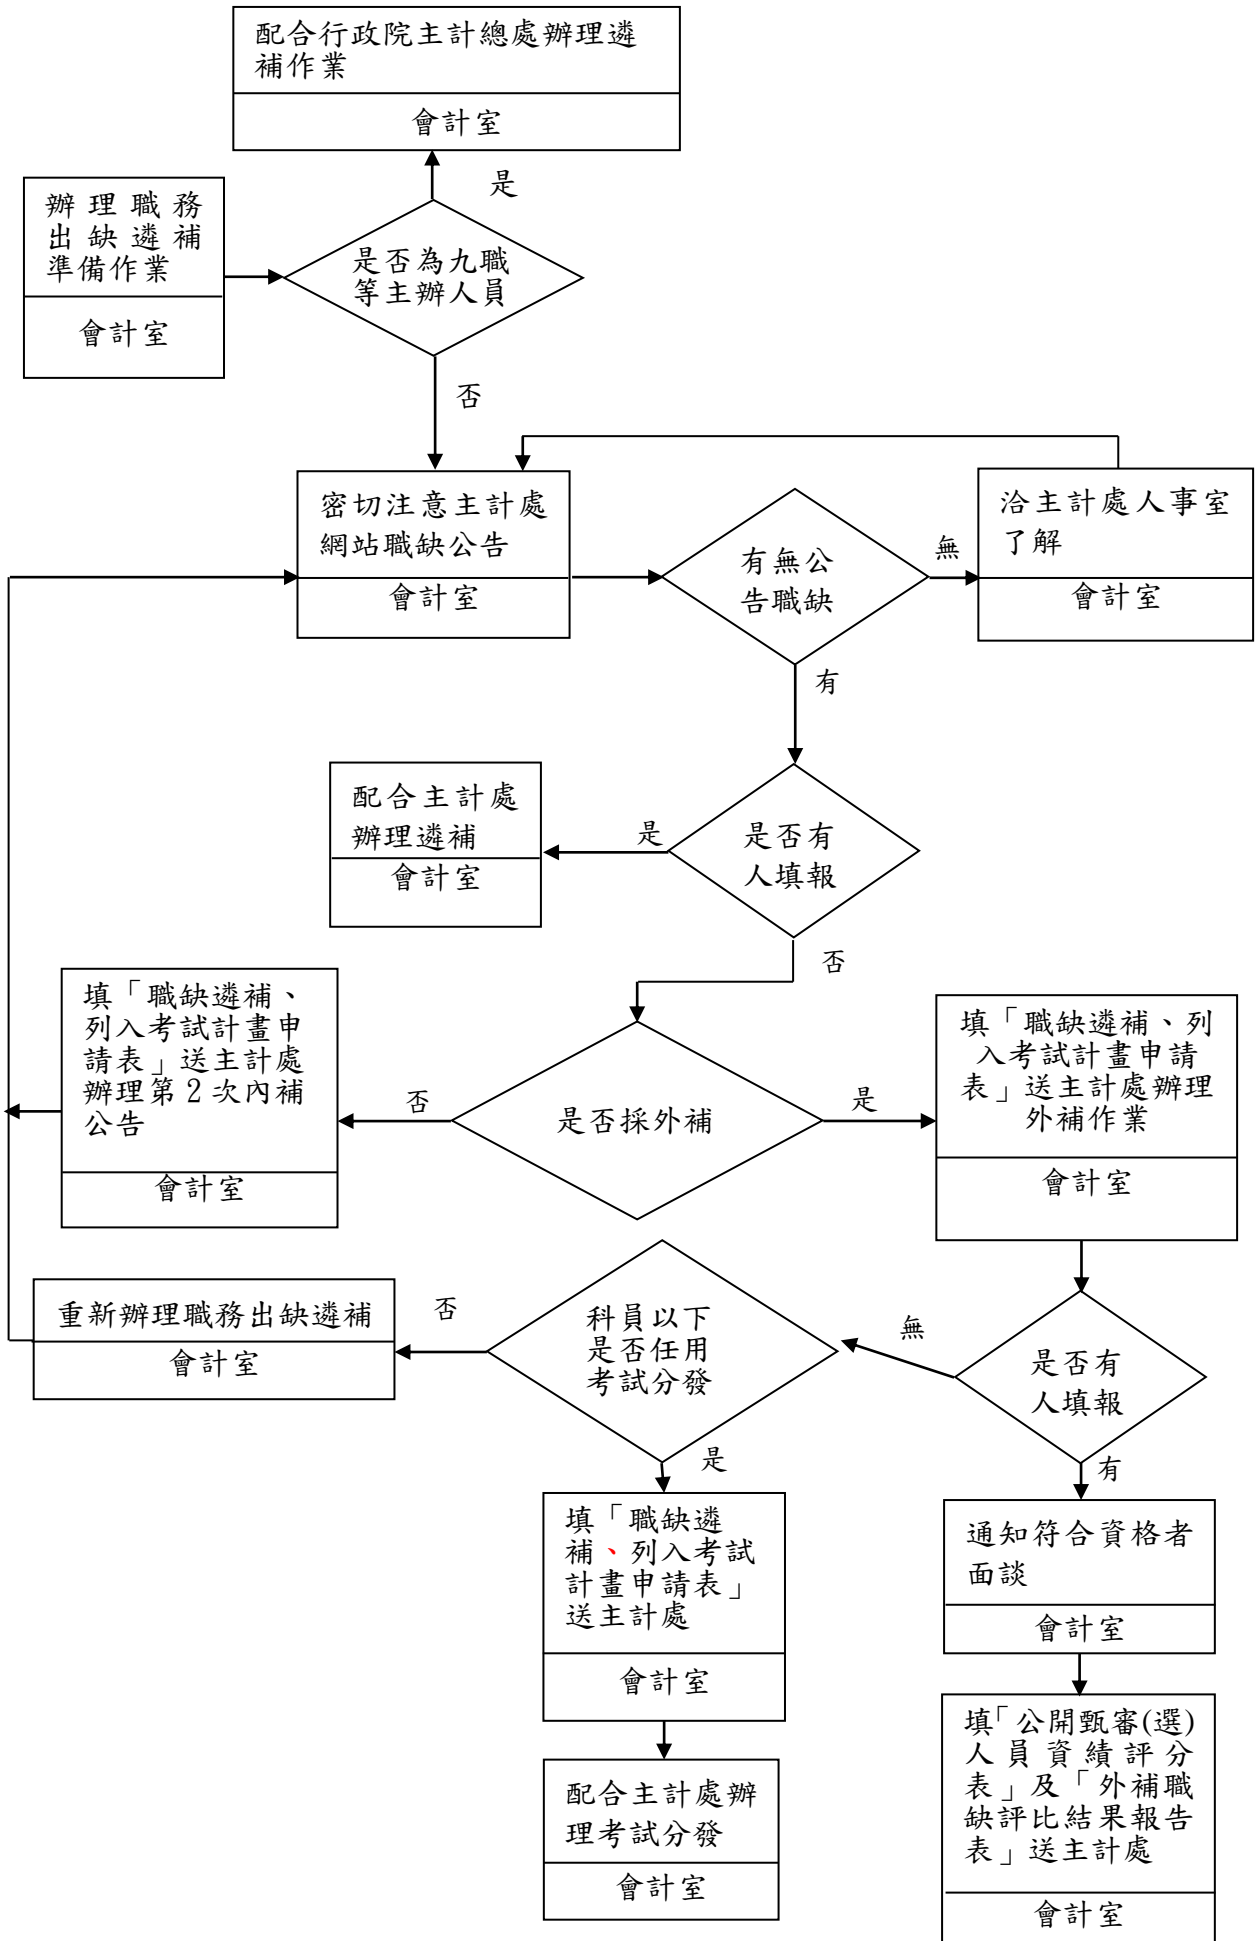 配合行政院主計總處辦理遴
補作業
會計室
是
辦理職務
出缺遴補
準備作業
會計室
是否為九職
等主辦人員
否
密切注意主計處
網站職缺公告
會計室
有無公
告職缺
無
洽主計處人事室
了解
會計室
有
配合主計處
辦理遴補
會計室
是
是否有
人填報
否
填「職缺遴補、
列入考試計畫申
請表」送主計處
辦理第2次內補
公告
會計室
否
是否採外補
是
填「職缺遴補、列
入考試計畫申請
表」送主計處辦理
外補作業
會計室
重新辦理職務出缺遴補
會計室
否
科員以下
是否任用
考試分發
無
是否有
人填報
是
有
填「職缺遴
補、列入考試
計畫申請表」
送主計處
會計室
通知符合資格者
面談
會計室
配合主計處辦
理考試分發
會計室
填「公開甄審(選)
人員資績評分
表」及「外補職
缺評比結果報告
表」送主計處
會計室